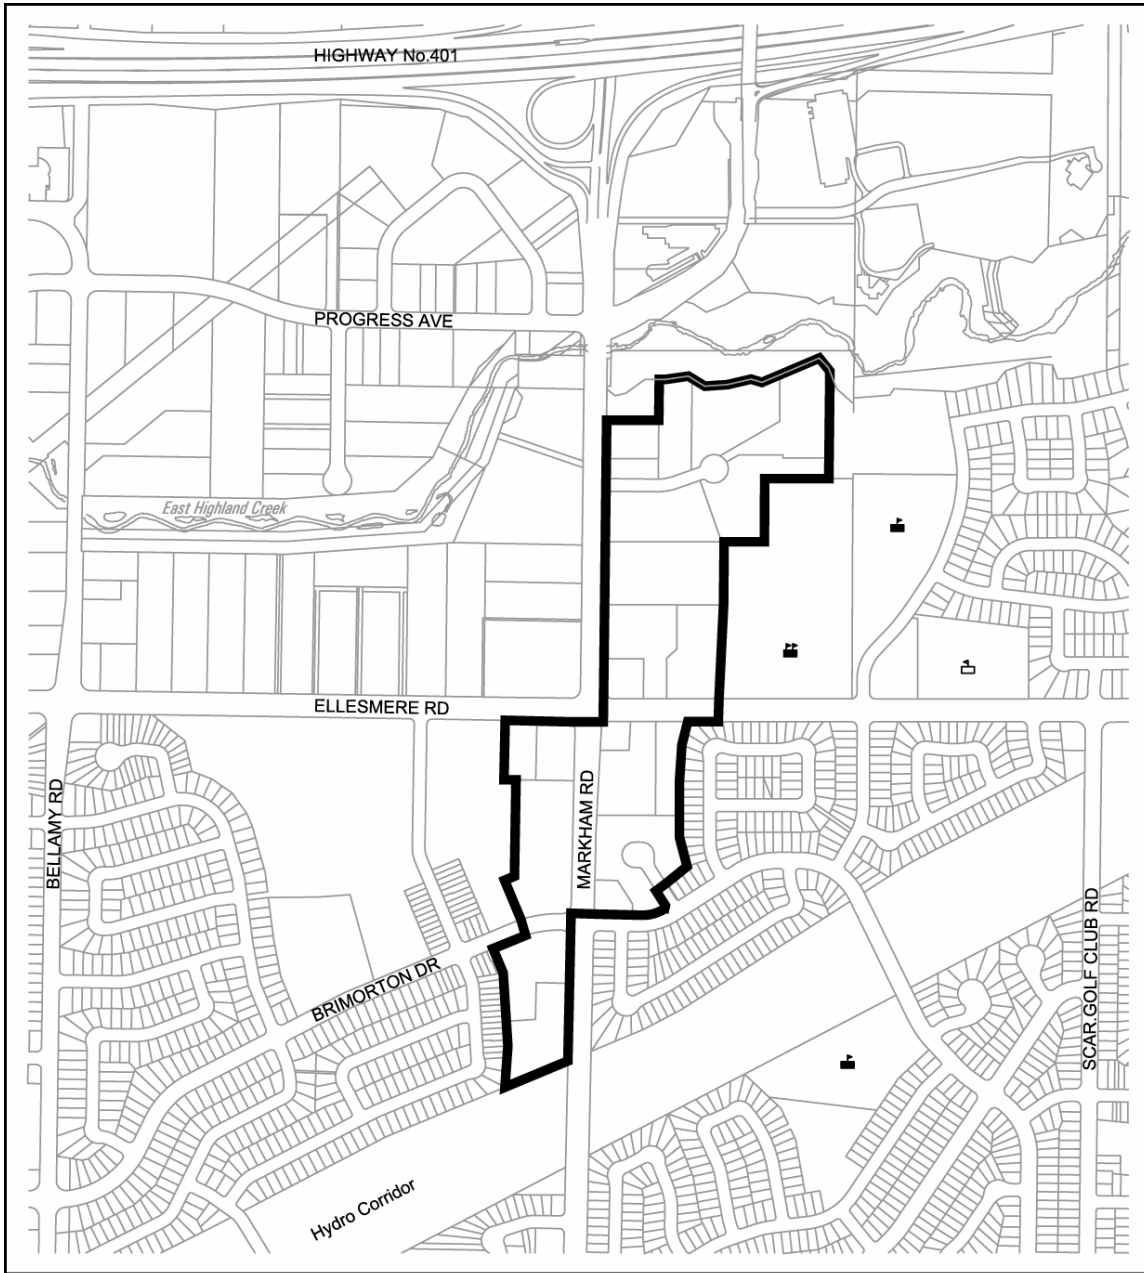 HIGHWAY No.401
PROGRESS AVE
East Highland Creek
ELLESMERE RD
BELLAMY RD
MARKHAM RD
SCAR.GOLF CLUB RD
BRIMORTON DR
Hydro Corridor